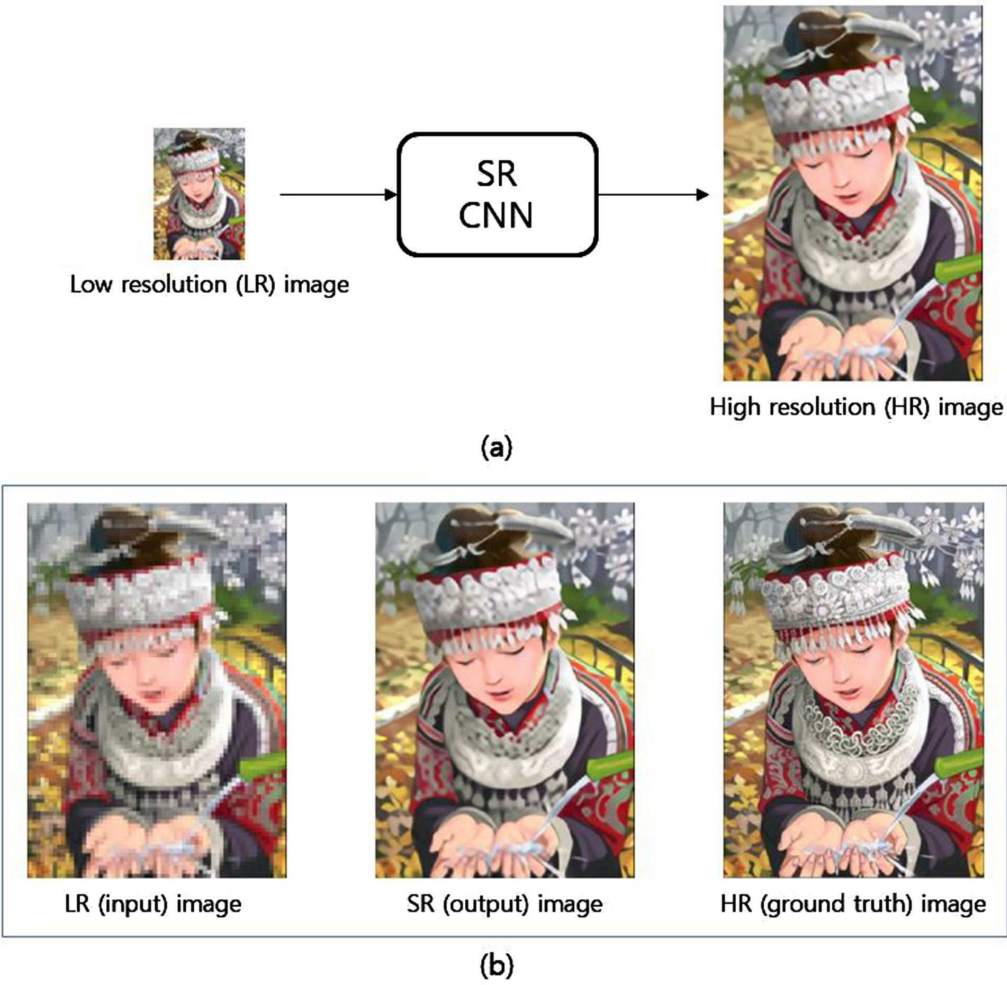 SR
CNN
Low resolution (LR) image
High resolution (HR) image
(a)
LR (input) image
SR (output) image
HR (ground truth) image
(b)